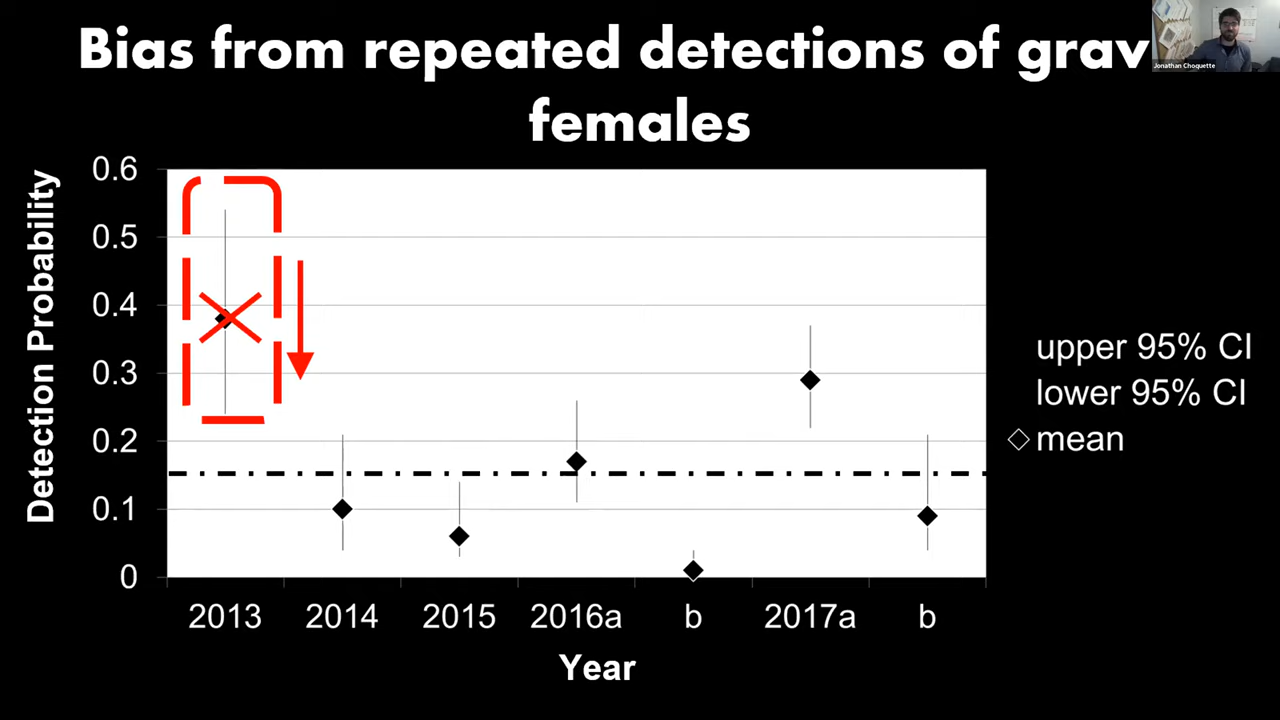 Bias from repeated detections of grav
females
Jonathan Choquette
Detection Probability
0.6
0.5
0.4
0.3
0.2
0.1
0
2013 2014 2015 2016a b 2017a b
Year
upper 95% CI
lower 95% CI
mean